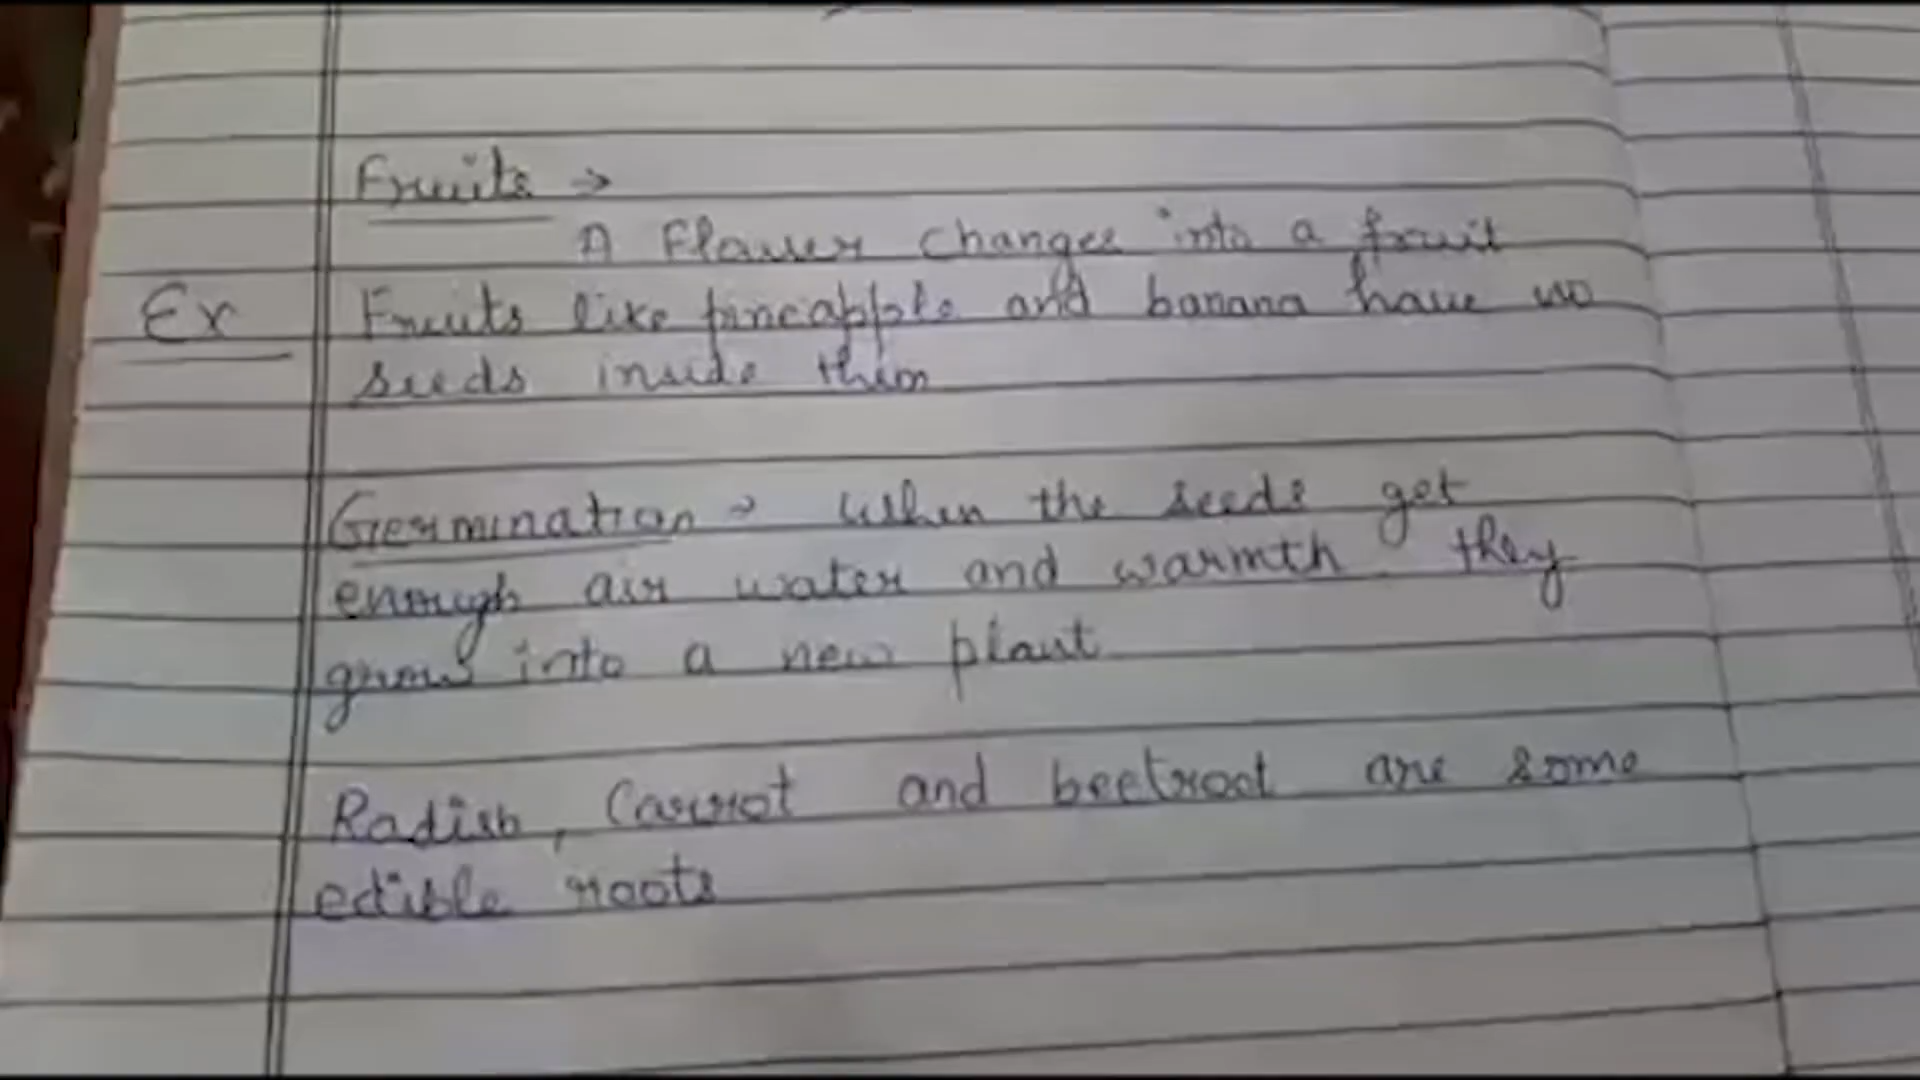 Fruits →
A Flower changes into a fruit
Ex Fruits like pineapple and banana have no
seeds inside them
Germination → When the seeds get
enough air water and warmth they
grows into a new plant
Radish, Carrot and beetroot are some
edible roots